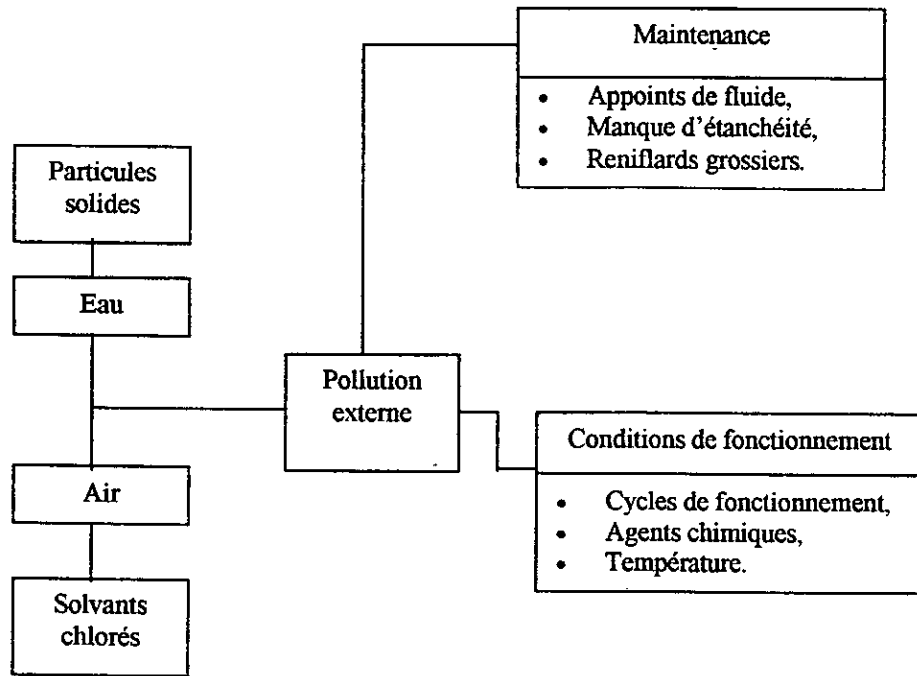 Maintenance
• Appoints de fluide,
• Manque d'étanchéité,
• Reniflards grossiers.
Particules
solides
Eau
Pollution
externe
Conditions de fonctionnement
• Cycles de fonctionnement,
• Agents chimiques,
• Température.
Air
Solvants
chlorés